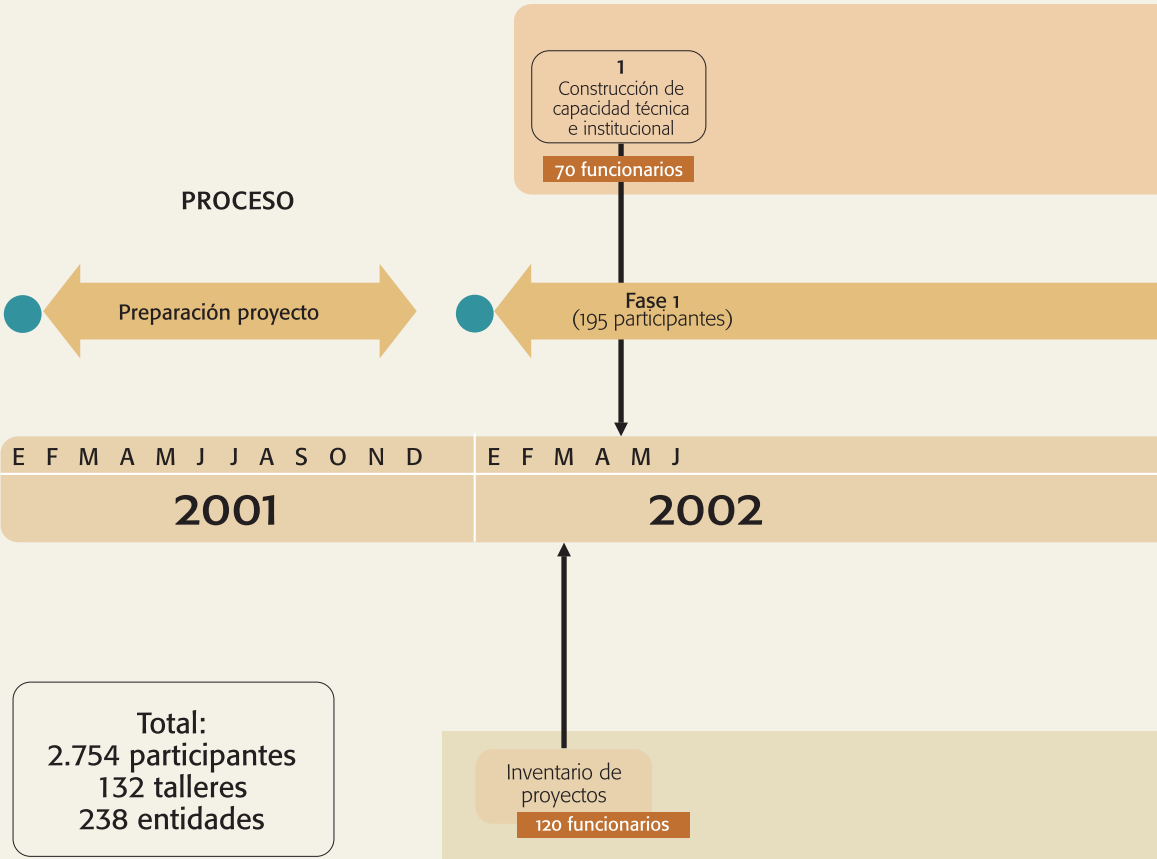 1
Construcción de
capacidad técnica
e institucional
70 funcionarios
PROCESO
Preparación proyecto
Fase 1
(195 participantes)
E F M A M J J A S O N D
E F M A M J
2001
2002
Total:
2.754 participantes
132 talleres
238 entidades
Inventario de
proyectos
120 funcionarios